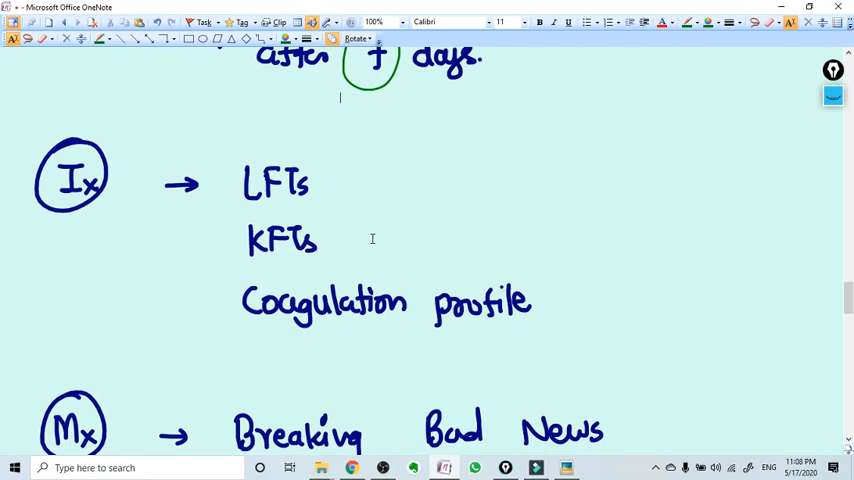 - Microsoft Office OneNote
Task Tag Clip 100% Calibri 11 B I U
Rotate
after 7 days.
Ix → LFTs
KFTs
Coagulation profile
Mx → Breaking Bad News
Type here to search
ENG
11:08 PM
5/17/2020